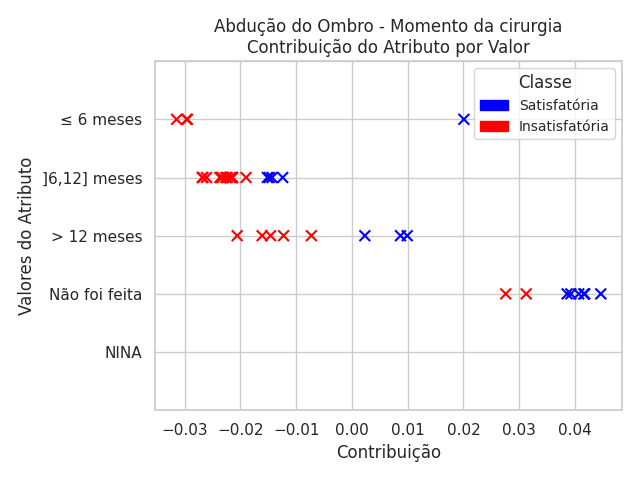 Abdução do Ombro - Momento da cirurgia
Contribuição do Atributo por Valor
Classe
Satisfatória
Insatisfatória
Valores do Atributo
≤ 6 meses
]6,12] meses
> 12 meses
Não foi feita
NINA
−0.03 −0.02 −0.01 0.00 0.01 0.02 0.03 0.04
Contribuição